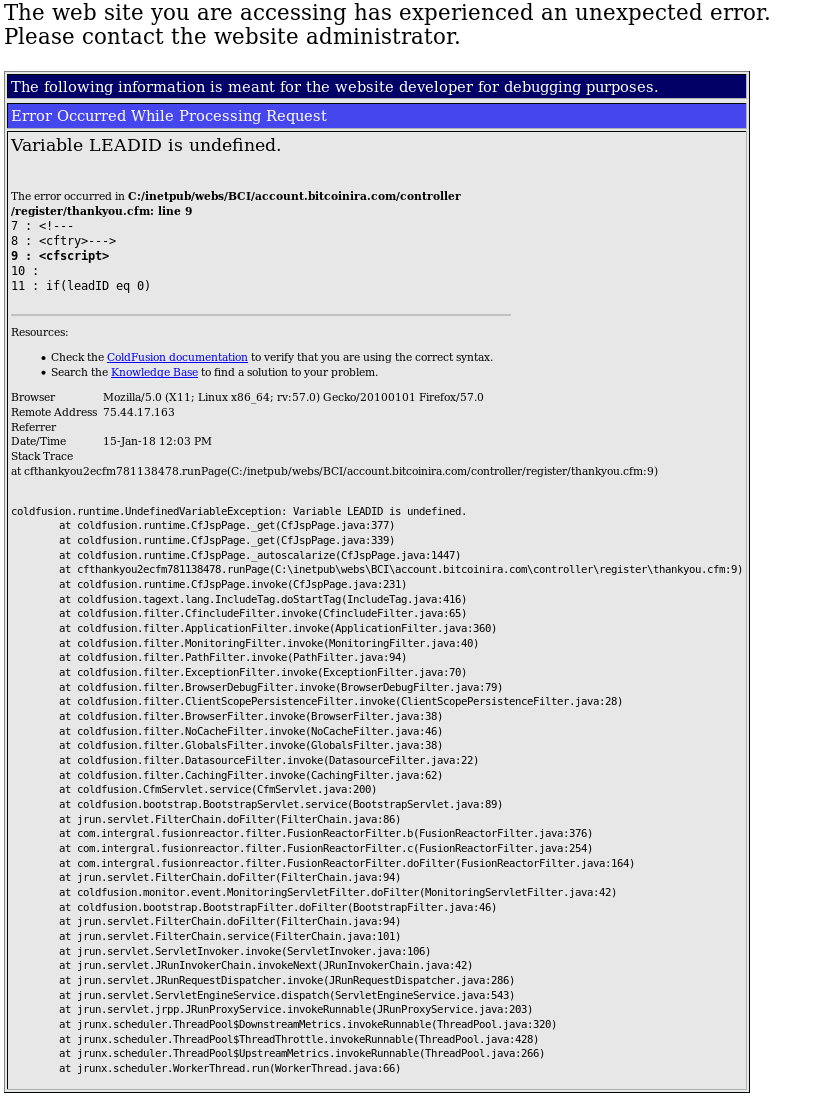 The web site you are accessing has experienced an unexpected error.
Please contact the website administrator.
The following information is meant for the website developer for debugging purposes.
Error Occurred While Processing Request
Variable LEADID is undefined.
The error occurred in C:/inetpub/webs/BCI/account.bitcoinira.com/controller
/register/thankyou.cfm: line 9
7 : <!---
8 : <cftry>--->
9 : <cfscript>
10 :
11 : if(leadID eq 0)
Resources:
• Check the ColdFusion documentation to verify that you are using the correct syntax.
• Search the Knowledge Base to find a solution to your problem.
Browser Mozilla/5.0 (X11; Linux x86_64; rv:57.0) Gecko/20100101 Firefox/57.0
Remote Address 75.44.17.163
Referrer
Date/Time 15-Jan-18 12:03 PM
Stack Trace
at cfthankyou2ecfm781138478.runPage(C:/inetpub/webs/BCI/account.bitcoinira.com/controller/register/thankyou.cfm:9)
coldfusion.runtime.UndefinedVariableException: Variable LEADID is undefined.
at coldfusion.runtime.CfJspPage._get(CfJspPage.java:377)
at coldfusion.runtime.CfJspPage._get(CfJspPage.java:339)
at coldfusion.runtime.CfJspPage._autoscalarize(CfJspPage.java:1447)
at cfthankyou2ecfm781138478.runPage(C:\inetpub\webs\BCI\account.bitcoinira.com\controller\register\thankyou.cfm:9)
at coldfusion.runtime.CfJspPage.invoke(CfJspPage.java:231)
at coldfusion.tagext.lang.IncludeTag.doStartTag(IncludeTag.java:416)
at coldfusion.filter.CfincludeFilter.invoke(CfincludeFilter.java:65)
at coldfusion.filter.ApplicationFilter.invoke(ApplicationFilter.java:360)
at coldfusion.filter.MonitoringFilter.invoke(MonitoringFilter.java:40)
at coldfusion.filter.PathFilter.invoke(PathFilter.java:94)
at coldfusion.filter.ExceptionFilter.invoke(ExceptionFilter.java:70)
at coldfusion.filter.BrowserDebugFilter.invoke(BrowserDebugFilter.java:79)
at coldfusion.filter.ClientScopePersistenceFilter.invoke(ClientScopePersistenceFilter.java:28)
at coldfusion.filter.BrowserFilter.invoke(BrowserFilter.java:38)
at coldfusion.filter.NoCacheFilter.invoke(NoCacheFilter.java:46)
at coldfusion.filter.GlobalsFilter.invoke(GlobalsFilter.java:38)
at coldfusion.filter.DatasourceFilter.invoke(DatasourceFilter.java:22)
at coldfusion.filter.CachingFilter.invoke(CachingFilter.java:62)
at coldfusion.CfmServlet.service(CfmServlet.java:200)
at coldfusion.bootstrap.BootstrapServlet.service(BootstrapServlet.java:89)
at jrun.servlet.FilterChain.doFilter(FilterChain.java:86)
at com.intergral.fusionreactor.filter.FusionReactorFilter.b(FusionReactorFilter.java:376)
at com.intergral.fusionreactor.filter.FusionReactorFilter.c(FusionReactorFilter.java:254)
at com.intergral.fusionreactor.filter.FusionReactorFilter.doFilter(FusionReactorFilter.java:164)
at jrun.servlet.FilterChain.doFilter(FilterChain.java:94)
at coldfusion.monitor.event.MonitoringServletFilter.doFilter(MonitoringServletFilter.java:42)
at coldfusion.bootstrap.BootstrapFilter.doFilter(BootstrapFilter.java:46)
at jrun.servlet.FilterChain.doFilter(FilterChain.java:94)
at jrun.servlet.FilterChain.service(FilterChain.java:101)
at jrun.servlet.ServletInvoker.invoke(ServletInvoker.java:106)
at jrun.servlet.JRunInvokerChain.invokeNext(JRunInvokerChain.java:42)
at jrun.servlet.JRunRequestDispatcher.invoke(JRunRequestDispatcher.java:286)
at jrun.servlet.ServletEngineService.dispatch(ServletEngineService.java:543)
at jrun.servlet.jrpp.JRunProxyService.invokeRunnable(JRunProxyService.java:203)
at jrunx.scheduler.ThreadPool$DownstreamMetrics.invokeRunnable(ThreadPool.java:320)
at jrunx.scheduler.ThreadPool$ThreadThrottle.invokeRunnable(ThreadPool.java:428)
at jrunx.scheduler.ThreadPool$UpstreamMetrics.invokeRunnable(ThreadPool.java:266)
at jrunx.scheduler.WorkerThread.run(WorkerThread.java:66)